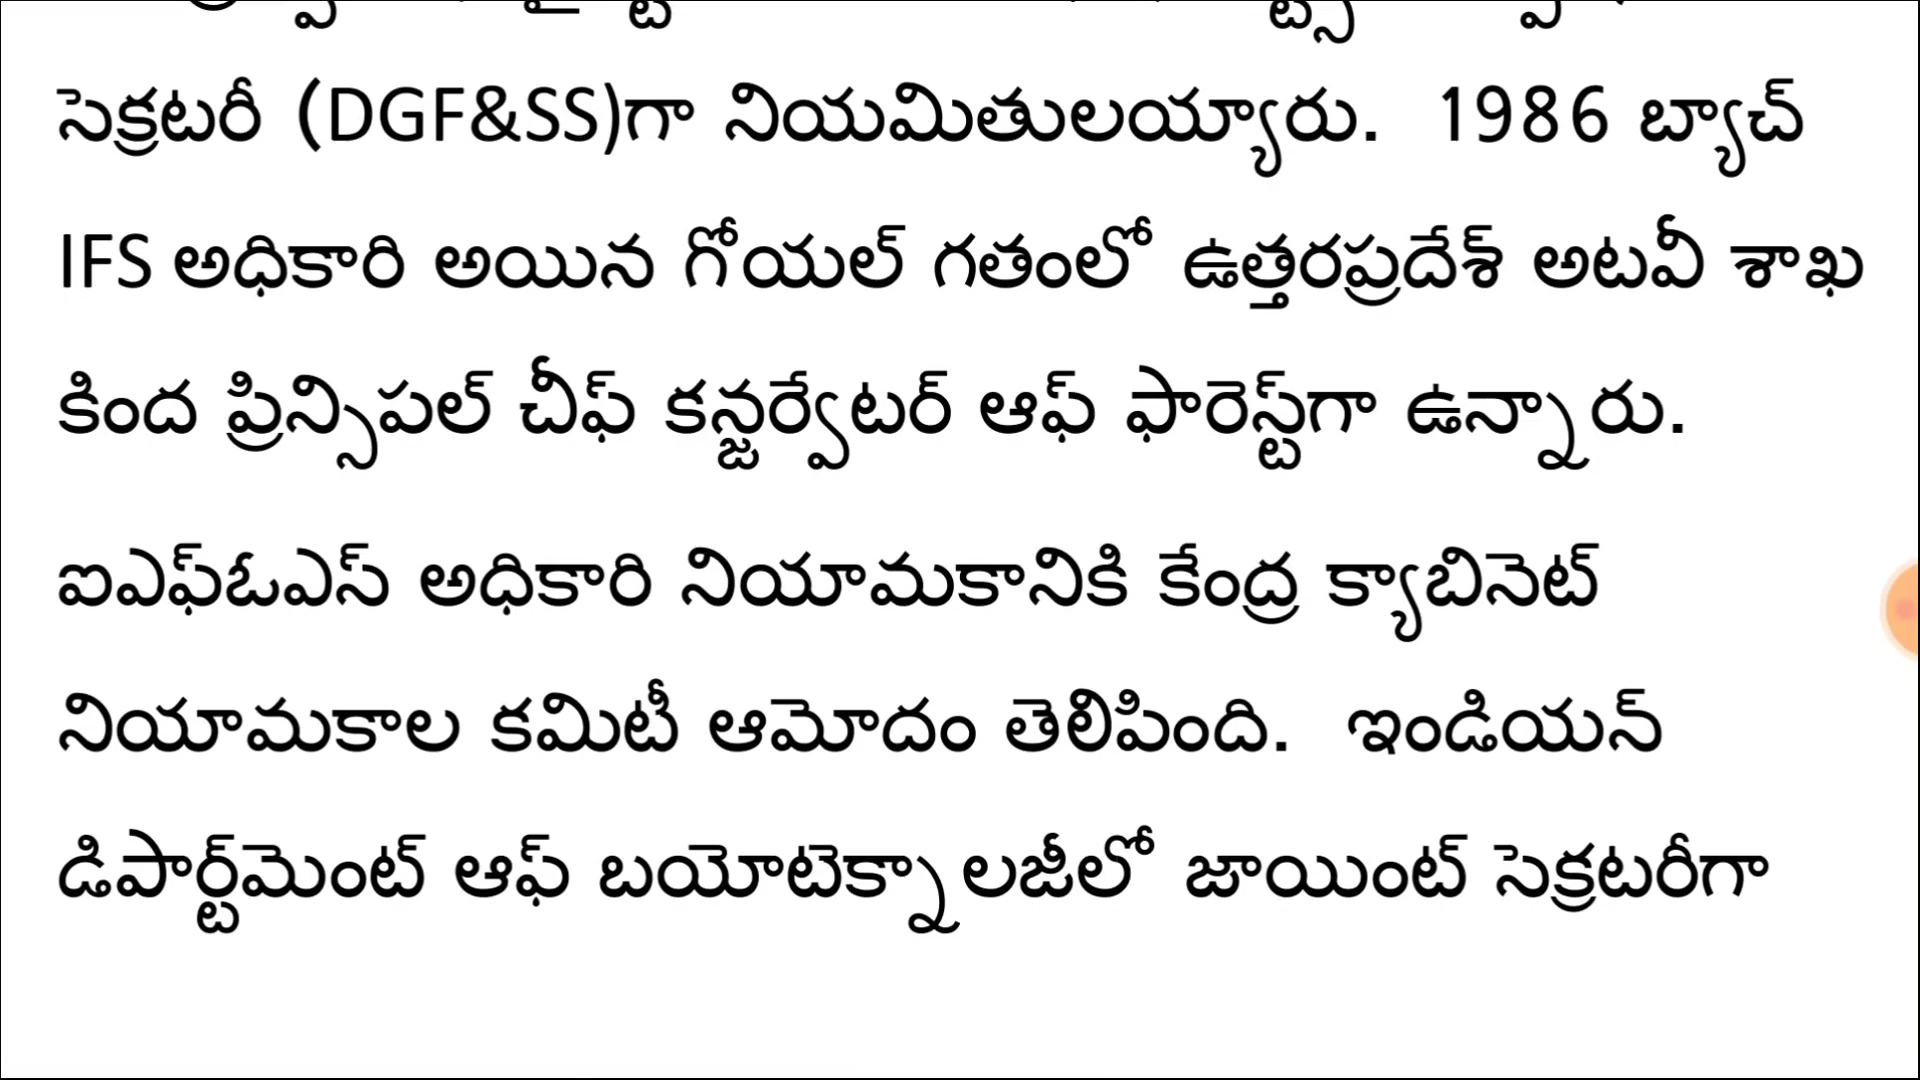 సెక్రటరీ (DGF&SS)గా నియమితులయ్యారు. 1986 బ్యాచ్
IFS అధికారి అయిన గోయల్ గతంలో ఉత్తరప్రదేశ్ అటవీ శాఖ
కింద ప్రిన్సిపల్ చీఫ్ కన్జర్వేటర్ ఆఫ్ ఫారెస్ట్‌గా ఉన్నారు.
ఐఎఫ్ఓఎస్ అధికారి నియామకానికి కేంద్ర క్యాబినెట్
నియామకాల కమిటీ ఆమోదం తెలిపింది. ఇండియన్
డిపార్ట్‌మెంట్ ఆఫ్ బయోటెక్నాలజీలో జాయింట్ సెక్రటరీగా